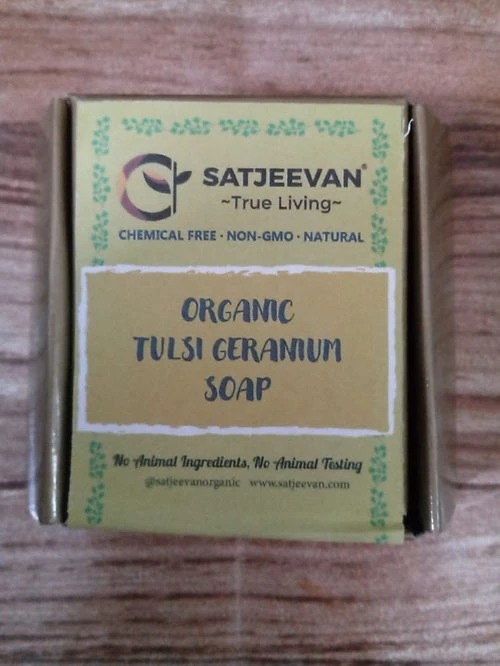 SATJEEVAN®
~True Living~
CHEMICAL FREE · NON-GMO · NATURAL
ORGANIC
TULSI GERANIUM
SOAP
No Animal Ingredients, No Animal Testing
@satjeevanorganic www.satjeevan.com